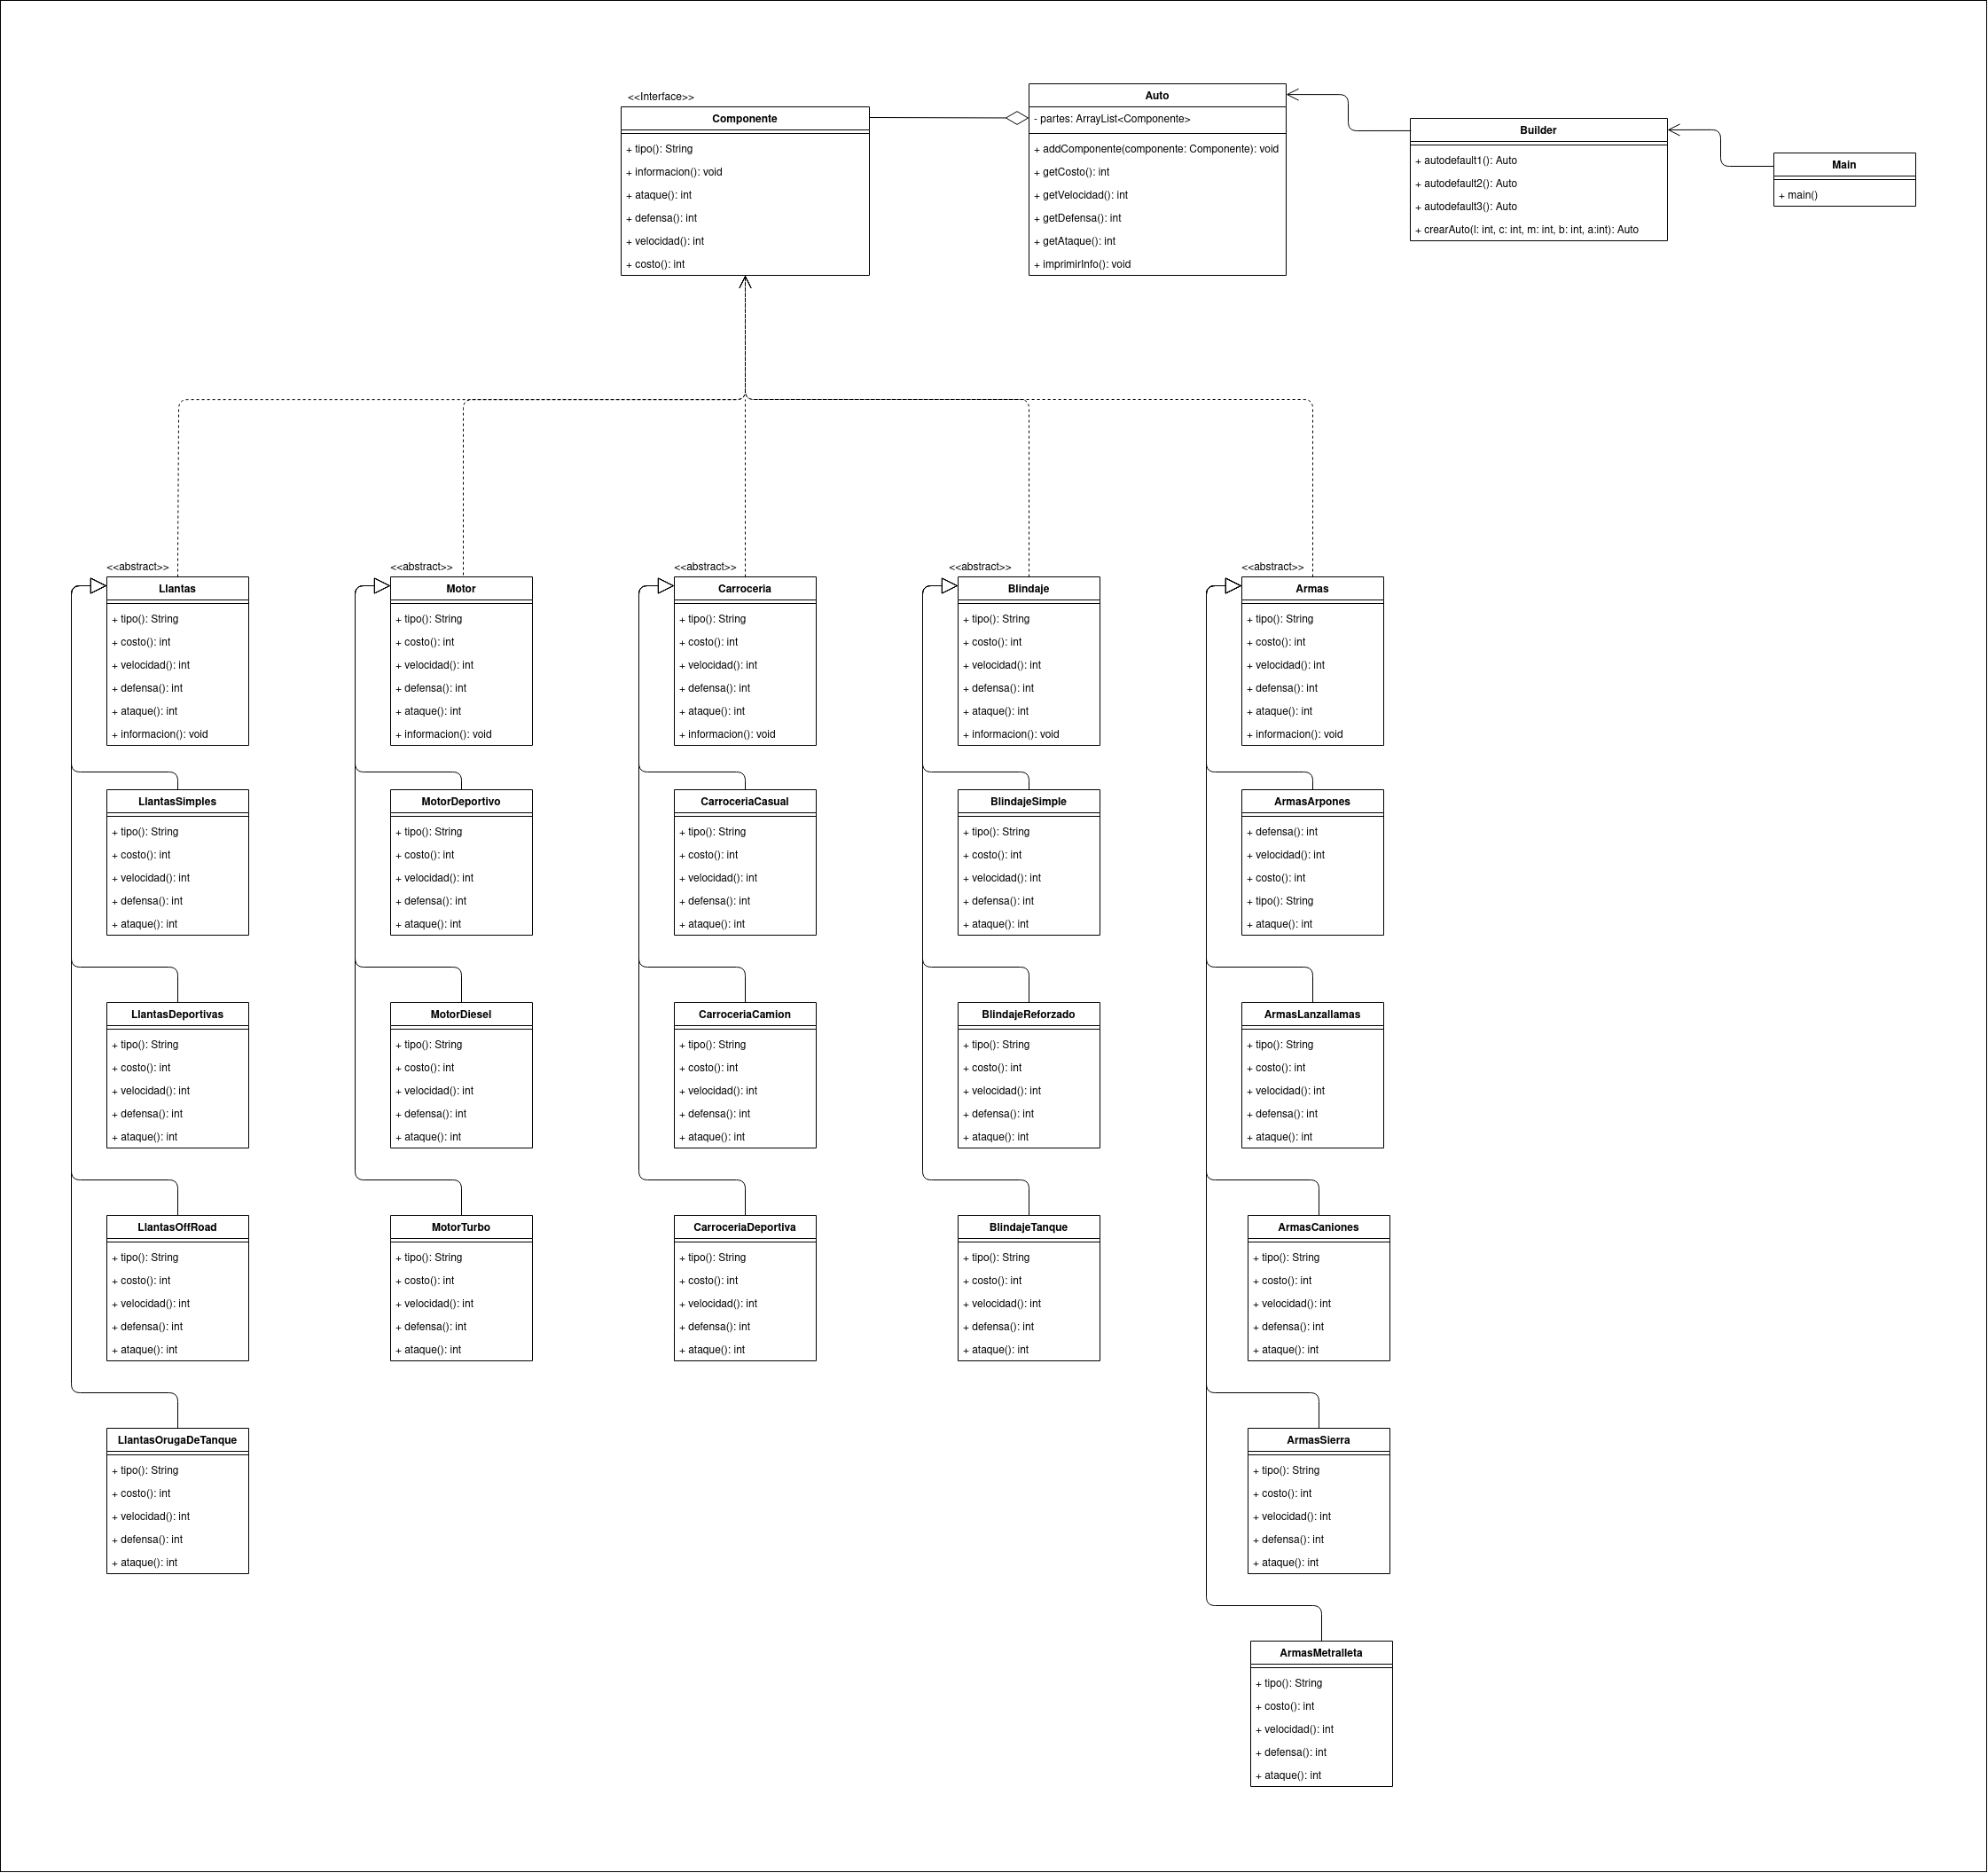 <<Interface>>
Componente
+ tipo(): String
+ informacion(): void
+ ataque(): int
+ defensa(): int
+ velocidad(): int
+ costo(): int
Auto
- partes: ArrayList<Componente>
+ addComponente(componente: Componente): void
+ getCosto(): int
+ getVelocidad(): int
+ getDefensa(): int
+ getAtaque(): int
+ imprimirInfo(): void
Builder
+ autodefault1(): Auto
+ autodefault2(): Auto
+ autodefault3(): Auto
+ crearAuto(l: int, c: int, m: int, b: int, a:int): Auto
Main
+ main()
<<abstract>>
Llantas
+ tipo(): String
+ costo(): int
+ velocidad(): int
+ defensa(): int
+ ataque(): int
+ informacion(): void
LlantasSimples
+ tipo(): String
+ costo(): int
+ velocidad(): int
+ defensa(): int
+ ataque(): int
LlantasDeportivas
+ tipo(): String
+ costo(): int
+ velocidad(): int
+ defensa(): int
+ ataque(): int
LlantasOffRoad
+ tipo(): String
+ costo(): int
+ velocidad(): int
+ defensa(): int
+ ataque(): int
LlantasOrugaDeTanque
+ tipo(): String
+ costo(): int
+ velocidad(): int
+ defensa(): int
+ ataque(): int
<<abstract>>
Motor
+ tipo(): String
+ costo(): int
+ velocidad(): int
+ defensa(): int
+ ataque(): int
+ informacion(): void
MotorDeportivo
+ tipo(): String
+ costo(): int
+ velocidad(): int
+ defensa(): int
+ ataque(): int
MotorDiesel
+ tipo(): String
+ costo(): int
+ velocidad(): int
+ defensa(): int
+ ataque(): int
MotorTurbo
+ tipo(): String
+ costo(): int
+ velocidad(): int
+ defensa(): int
+ ataque(): int
<<abstract>>
Carroceria
+ tipo(): String
+ costo(): int
+ velocidad(): int
+ defensa(): int
+ ataque(): int
+ informacion(): void
CarroceriaCasual
+ tipo(): String
+ costo(): int
+ velocidad(): int
+ defensa(): int
+ ataque(): int
CarroceriaCamion
+ tipo(): String
+ costo(): int
+ velocidad(): int
+ defensa(): int
+ ataque(): int
CarroceriaDeportiva
+ tipo(): String
+ costo(): int
+ velocidad(): int
+ defensa(): int
+ ataque(): int
<<abstract>>
Blindaje
+ tipo(): String
+ costo(): int
+ velocidad(): int
+ defensa(): int
+ ataque(): int
+ informacion(): void
BlindajeSimple
+ tipo(): String
+ costo(): int
+ velocidad(): int
+ defensa(): int
+ ataque(): int
BlindajeReforzado
+ tipo(): String
+ costo(): int
+ velocidad(): int
+ defensa(): int
+ ataque(): int
BlindajeTanque
+ tipo(): String
+ costo(): int
+ velocidad(): int
+ defensa(): int
+ ataque(): int
<<abstract>>
Armas
+ tipo(): String
+ costo(): int
+ velocidad(): int
+ defensa(): int
+ ataque(): int
+ informacion(): void
ArmasArpones
+ defensa(): int
+ velocidad(): int
+ costo(): int
+ tipo(): String
+ ataque(): int
ArmasLanzallamas
+ tipo(): String
+ costo(): int
+ velocidad(): int
+ defensa(): int
+ ataque(): int
ArmasCaniones
+ tipo(): String
+ costo(): int
+ velocidad(): int
+ defensa(): int
+ ataque(): int
ArmasSierra
+ tipo(): String
+ costo(): int
+ velocidad(): int
+ defensa(): int
+ ataque(): int
ArmasMetralleta
+ tipo(): String
+ costo(): int
+ velocidad(): int
+ defensa(): int
+ ataque(): int